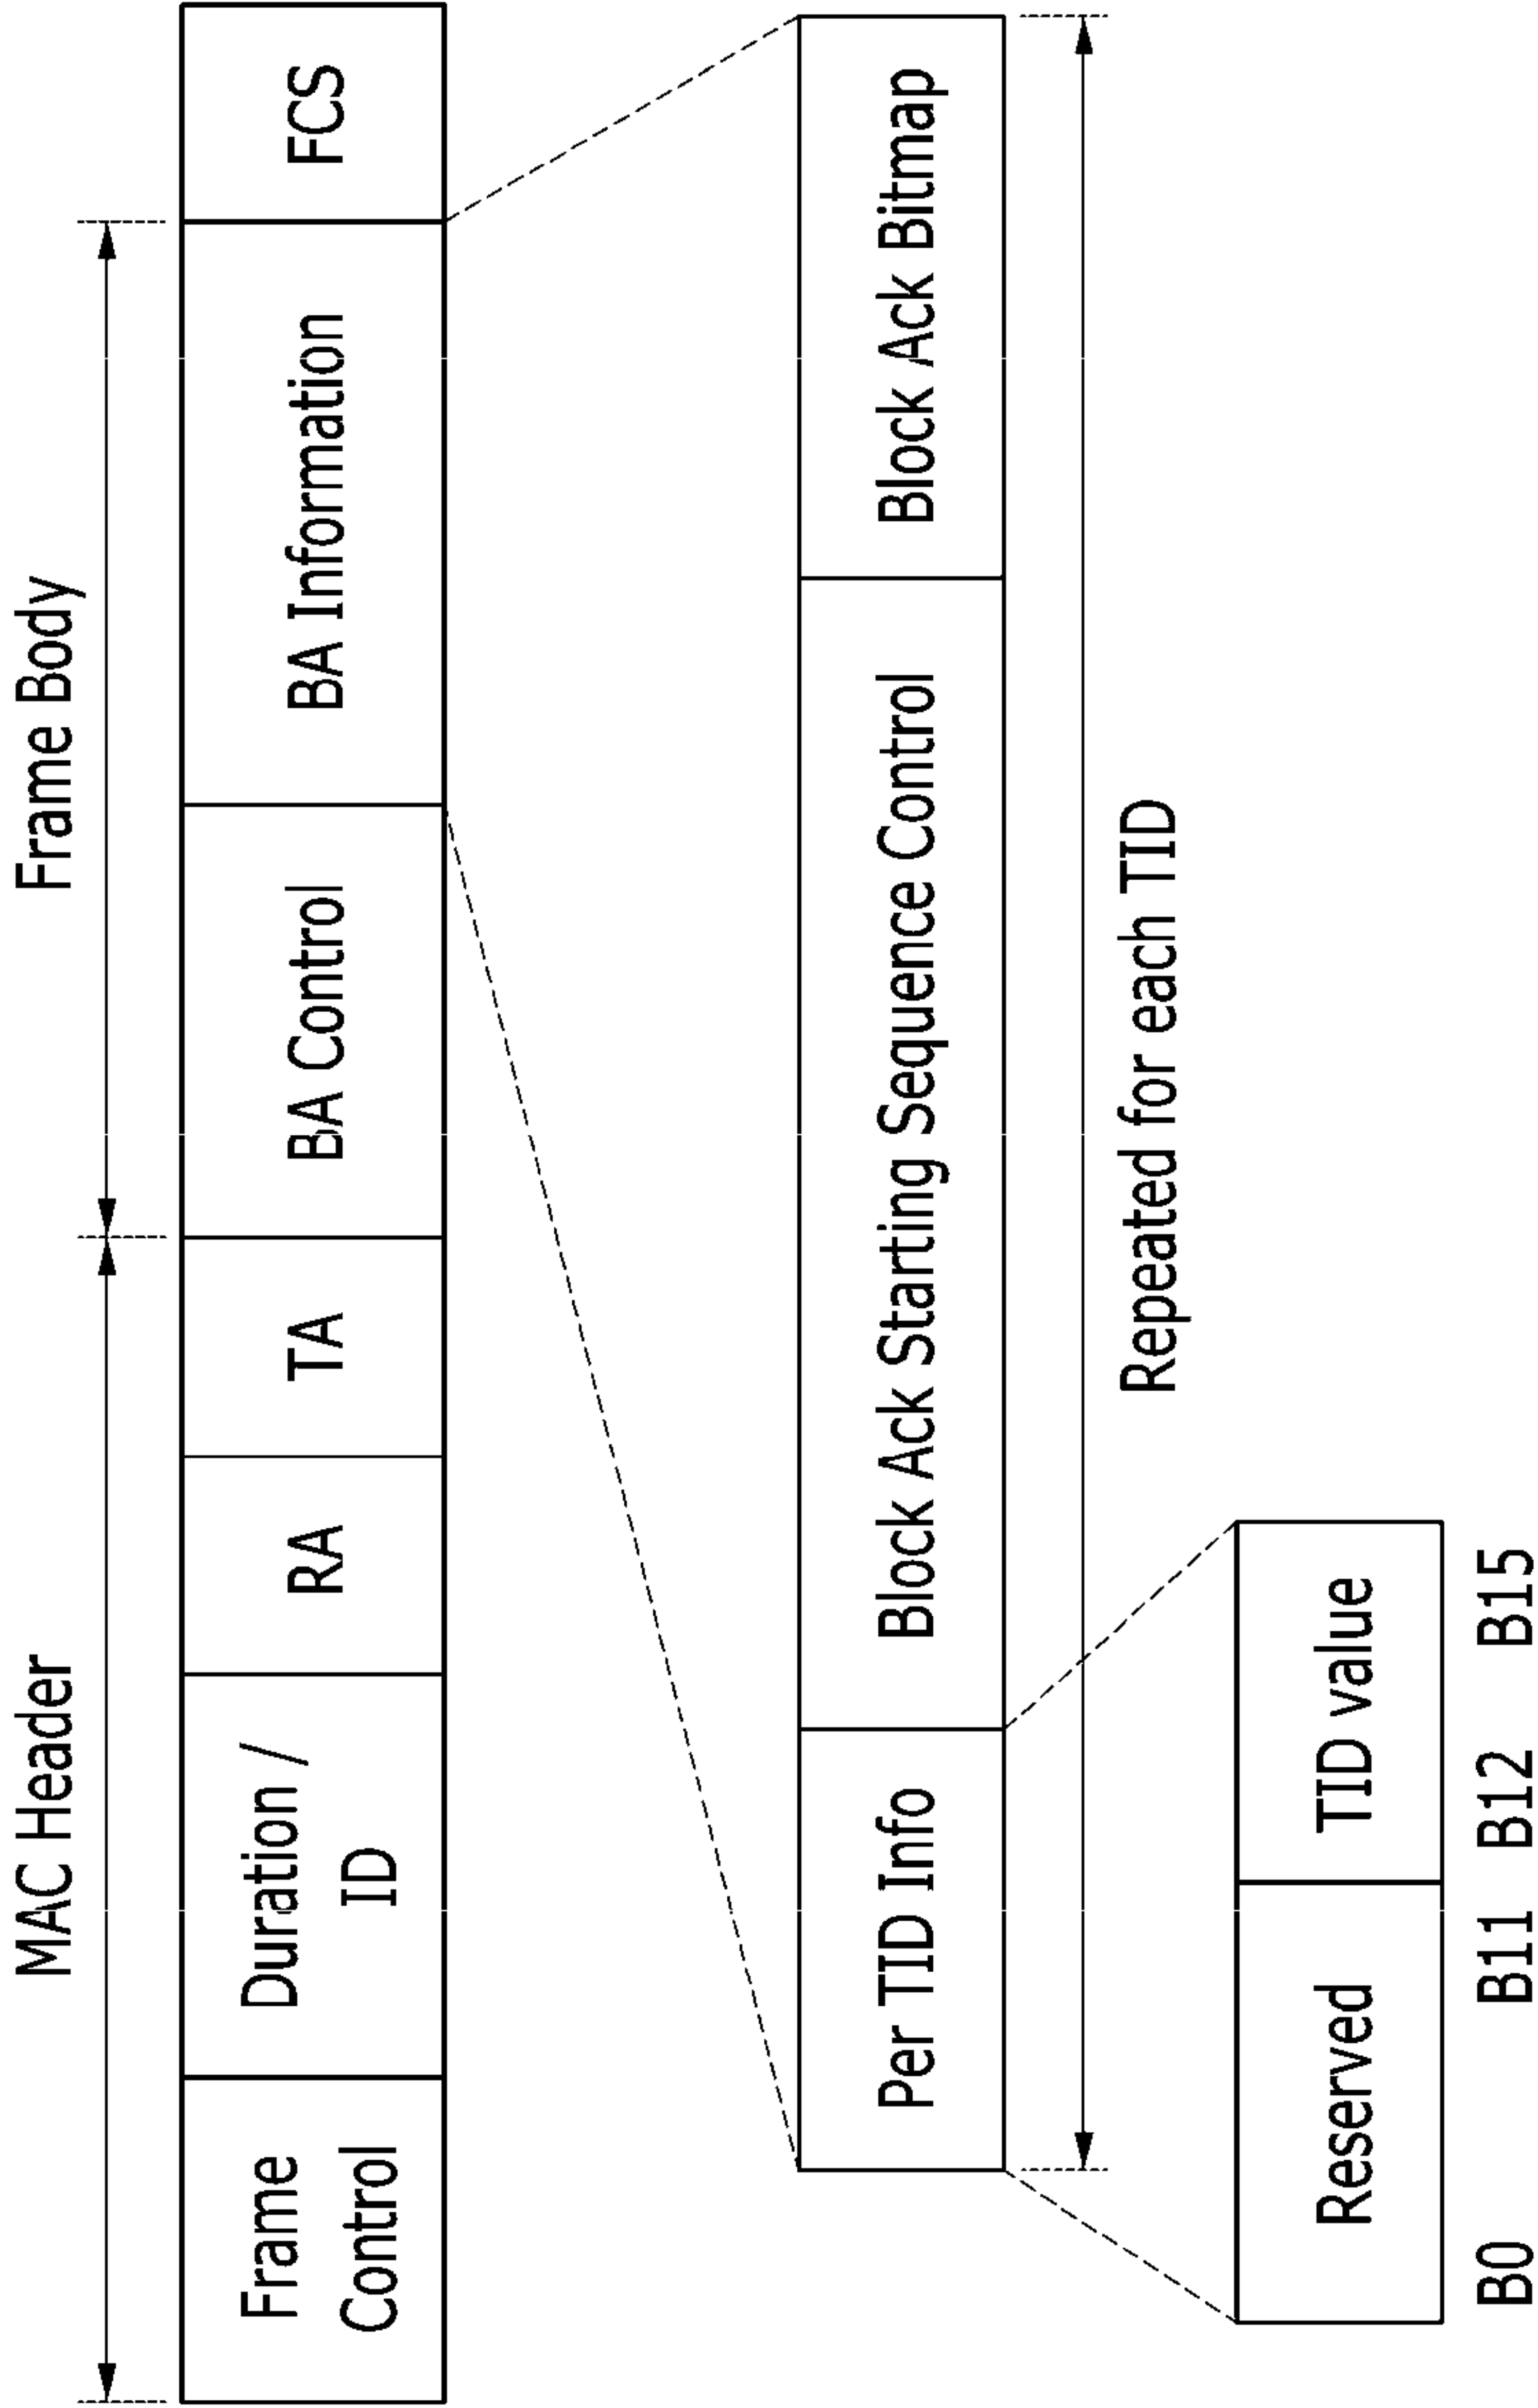 MAC Header
Frame Body
Frame
Control
Duration /
ID
RA
TA
BA Control
BA Information
FCS
Per TID Info
Block Ack Starting Sequence Control
Block Ack Bitmap
Repeated for each TID
Reserved
TID value
B0
B11
B12
B15